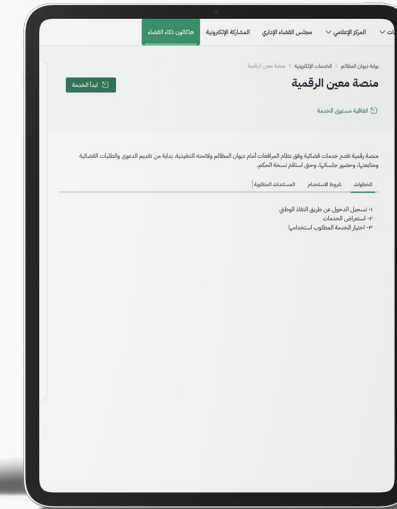 المركز الإعلامي مجلس القضاء الإداري المشاركة الإلكترونية هاكاثون ذكاء القضاء
بوابة ديوان المظالم / الخدمات الإلكترونية / منصة معين الرقمية
منصة معين الرقمية
ابدأ الخدمة
اتفاقية مستوى الخدمة
منصة رقمية تقدم خدمات قضائية وفق نظام المرافعات أمام ديوان المظالم ولائحته التنفيذية، بداية من تقديم الدعوى والطلبات القضائية
ومتابعتها، وحضور جلساتها، وحتى استلام نسخة الحكم.
الخطوات شروط الاستخدام المستندات المطلوبة
١- تسجيل الدخول عن طريق النفاذ الوطني
٢- استعراض الخدمات
٣- اختيار الخدمة المطلوب استخدامها